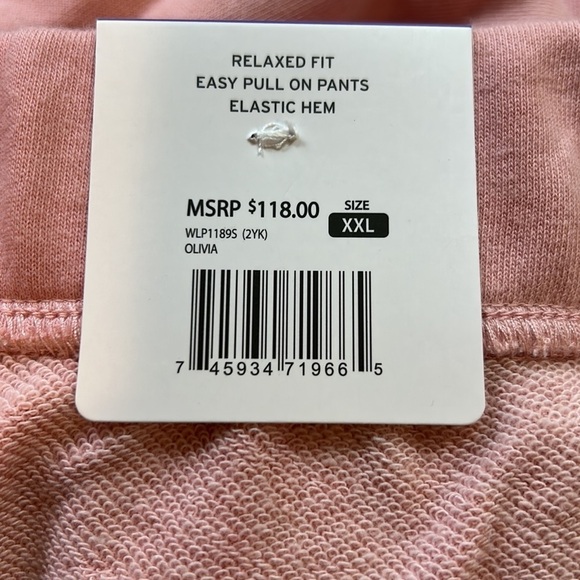 RELAXED FIT
EASY PULL ON PANTS
ELASTIC HEM
MSRP $118.00
SIZE
XXL
WLP1189S (2YK)
OLIVIA
7 45934 71966 5